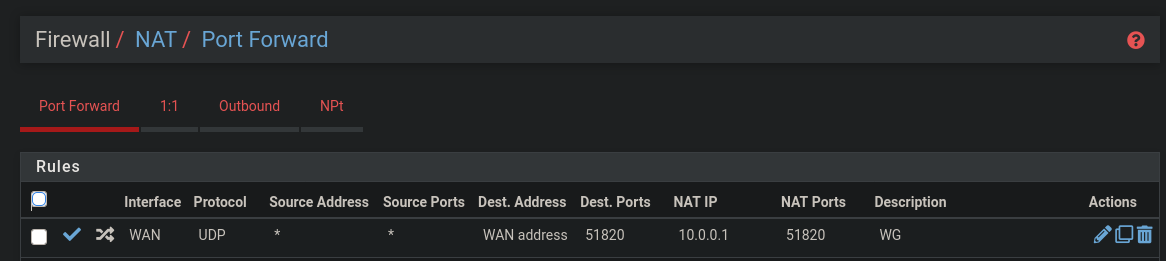 Firewall / NAT / Port Forward
Port Forward 1:1 Outbound NPt
Rules
Interface Protocol Source Address Source Ports Dest. Address Dest. Ports NAT IP NAT Ports Description Actions
WAN UDP * * WAN address 51820 10.0.0.1 51820 WG